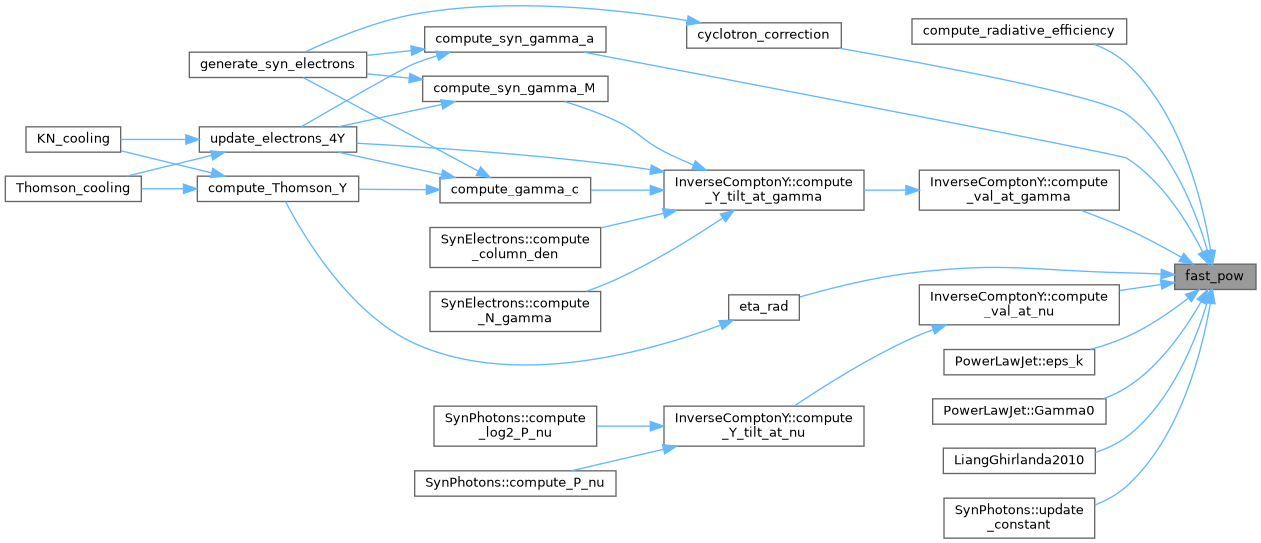 compute_radiative_efficiency
cyclotron_correction
compute_syn_gamma_a
generate_syn_electrons
compute_syn_gamma_M
KN_cooling
update_electrons_4Y
Thomson_cooling
compute_Thomson_Y
compute_gamma_c
InverseComptonY::compute
_Y_tilt_at_gamma
InverseComptonY::compute
_val_at_gamma
SynElectrons::compute
_column_den
fast_pow
SynElectrons::compute
_N_gamma
eta_rad
InverseComptonY::compute
_val_at_nu
PowerLawJet::eps_k
PowerLawJet::Gamma0
SynPhotons::compute
_log2_P_nu
InverseComptonY::compute
_Y_tilt_at_nu
LiangGhirlanda2010
SynPhotons::compute_P_nu
SynPhotons::update
_constant